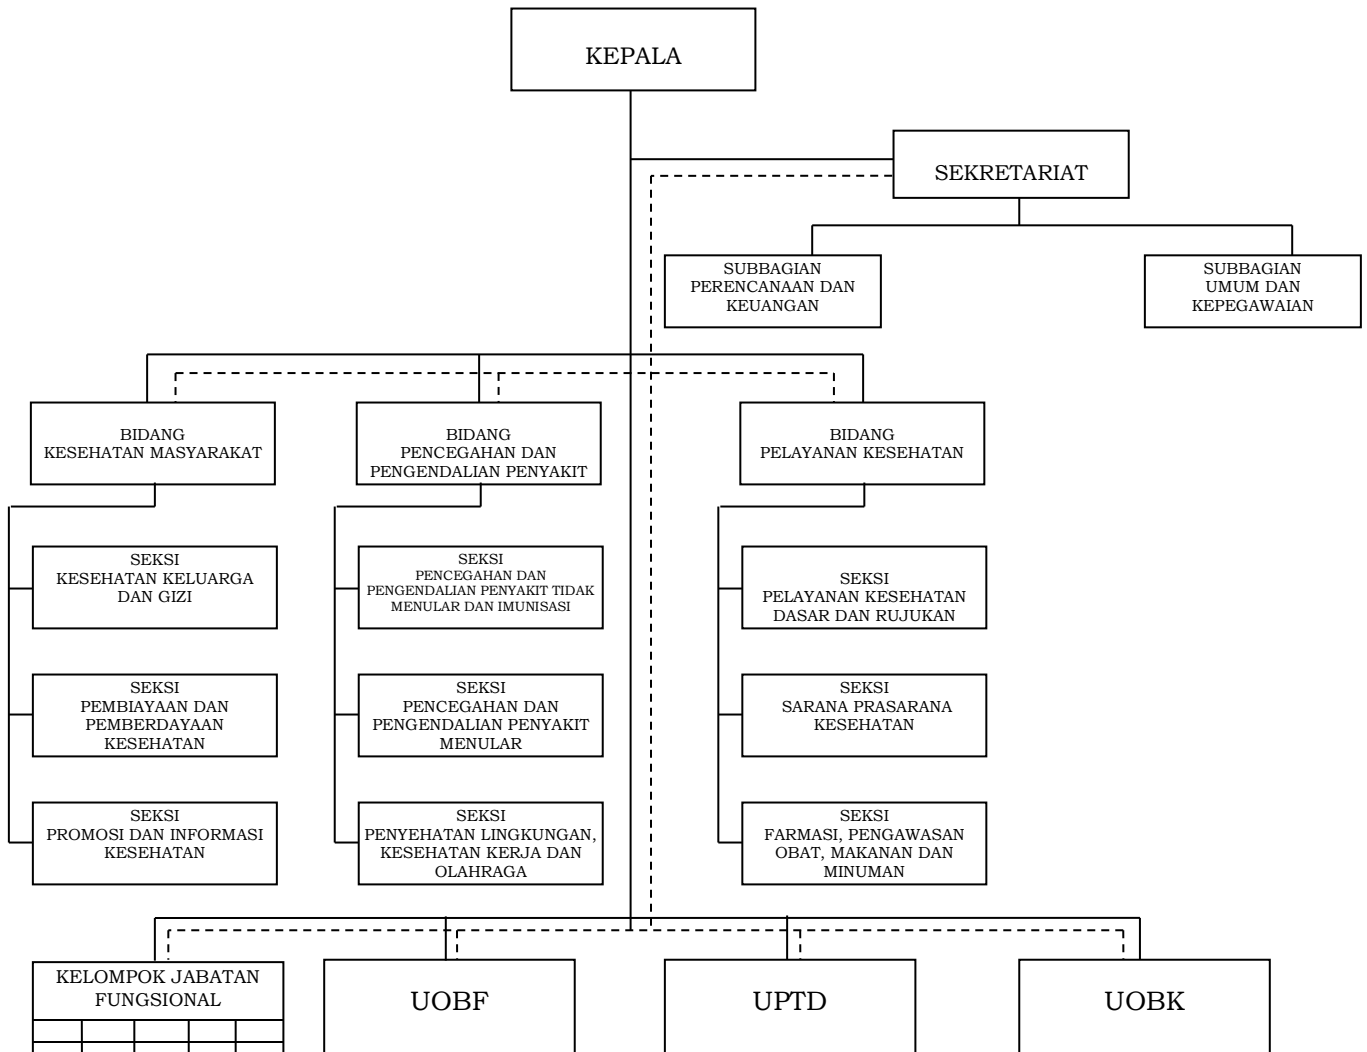 KEPALA
SEKRETARIAT
SUBBAGIAN
PERENCANAAN DAN
KEUANGAN
SUBBAGIAN
UMUM DAN
KEPEGAWAIAN
BIDANG
KESEHATAN MASYARAKAT
BIDANG
PENCEGAHAN DAN
PENGENDALIAN PENYAKIT
BIDANG
PELAYANAN KESEHATAN
SEKSI
KESEHATAN KELUARGA
DAN GIZI
SEKSI
PENCEGAHAN DAN
PENGENDALIAN PENYAKIT TIDAK
MENULAR DAN IMUNISASI
SEKSI
PELAYANAN KESEHATAN
DASAR DAN RUJUKAN
SEKSI
PEMBIAYAAN DAN
PEMBERDAYAAN
KESEHATAN
SEKSI
PENCEGAHAN DAN
PENGENDALIAN PENYAKIT
MENULAR
SEKSI
SARANA PRASARANA
KESEHATAN
SEKSI
PROMOSI DAN INFORMASI
KESEHATAN
SEKSI
PENYEHATAN LINGKUNGAN,
KESEHATAN KERJA DAN
OLAHRAGA
SEKSI
FARMASI, PENGAWASAN
OBAT, MAKANAN DAN
MINUMAN
KELOMPOK JABATAN
FUNGSIONAL
UOBF
UPTD
UOBK